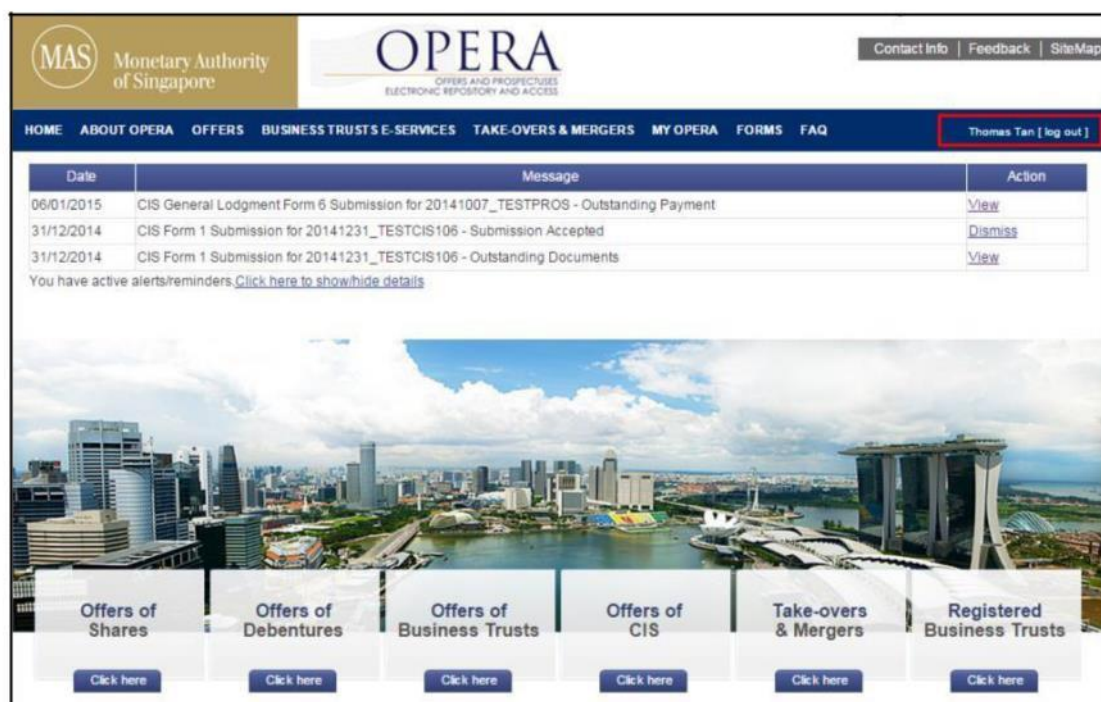 MAS Monetary Authority
of Singapore
OPERA
OFFERS AND PROSPECTUSES
ELECTRONIC REPOSITORY AND ACCESS
Contact Info | Feedback | SiteMap
HOME ABOUT OPERA OFFERS BUSINESS TRUSTS E-SERVICES TAKE-OVERS & MERGERS MY OPERA FORMS FAQ Thomas Tan [ log out ]
Date Message Action
06/01/2015 CIS General Lodgment Form 6 Submission for 20141007_TESTPROS - Outstanding Payment View
31/12/2014 CIS Form 1 Submission for 20141231_TESTCIS106 - Submission Accepted Dismiss
31/12/2014 CIS Form 1 Submission for 20141231_TESTCIS106 - Outstanding Documents View
You have active alerts/reminders.Click here to show/hide details
Offers of Shares
Offers of Debentures
Offers of Business Trusts
Offers of CIS
Take-overs & Mergers
Registered Business Trusts
Click here Click here Click here Click here Click here Click here